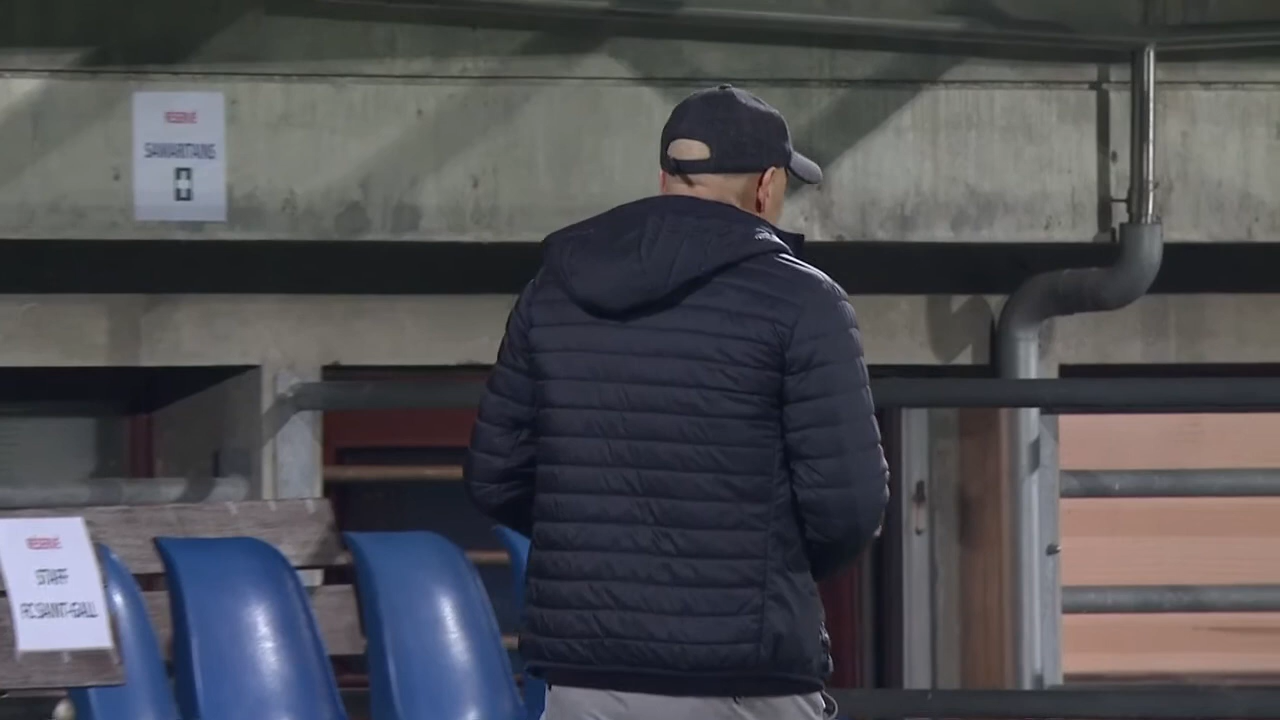 RÉSERVÉ
SAMARITAINS
RÉSERVÉ
STAFF
FC SAINT-GALL